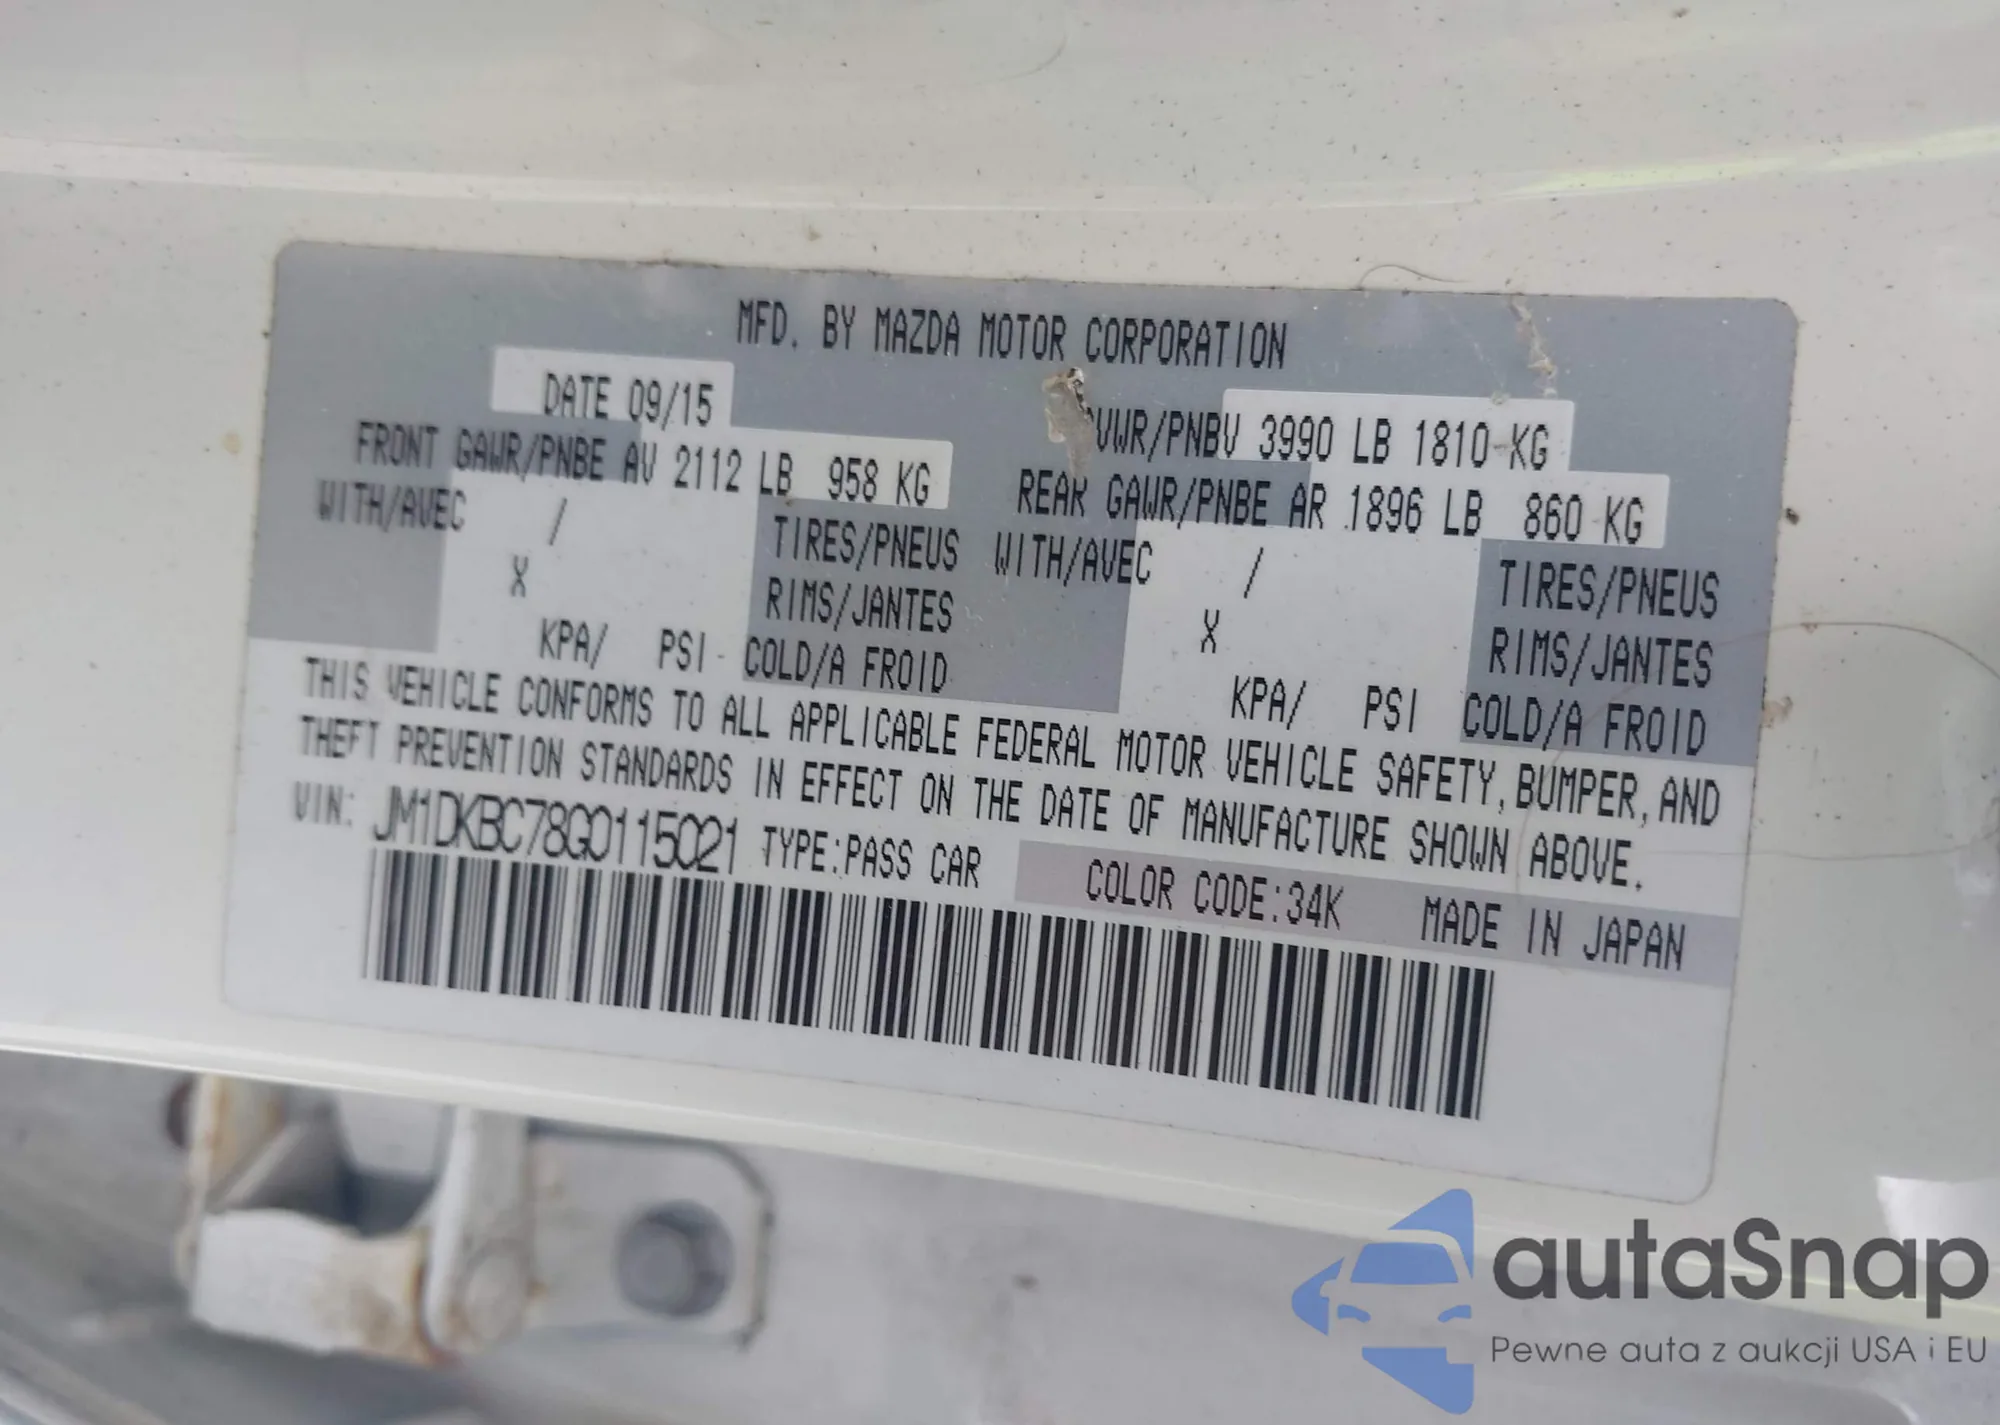 MFD. BY MAZDA MOTOR CORPORATION
DATE 09/15 VWR/PNBV 3990 LB 1810 KG
FRONT GAWR/PNBE AV 2112 LB 958 KG REAR GAWR/PNBE AR 1896 LB 860 KG
WITH/AVEC / TIRES/PNEUS WITH/AVEC / TIRES/PNEUS
X RIMS/JANTES X RIMS/JANTES
KPA/ PSI COLD/A FROID KPA/ PSI COLD/A FROID
THIS VEHICLE CONFORMS TO ALL APPLICABLE FEDERAL MOTOR VEHICLE SAFETY, BUMPER, AND
THEFT PREVENTION STANDARDS IN EFFECT ON THE DATE OF MANUFACTURE SHOWN ABOVE.
VIN: JM1DKBC78G0115021 TYPE:PASS CAR COLOR CODE:34K MADE IN JAPAN
autaSnap
Pewne auta z aukcji USA i EU